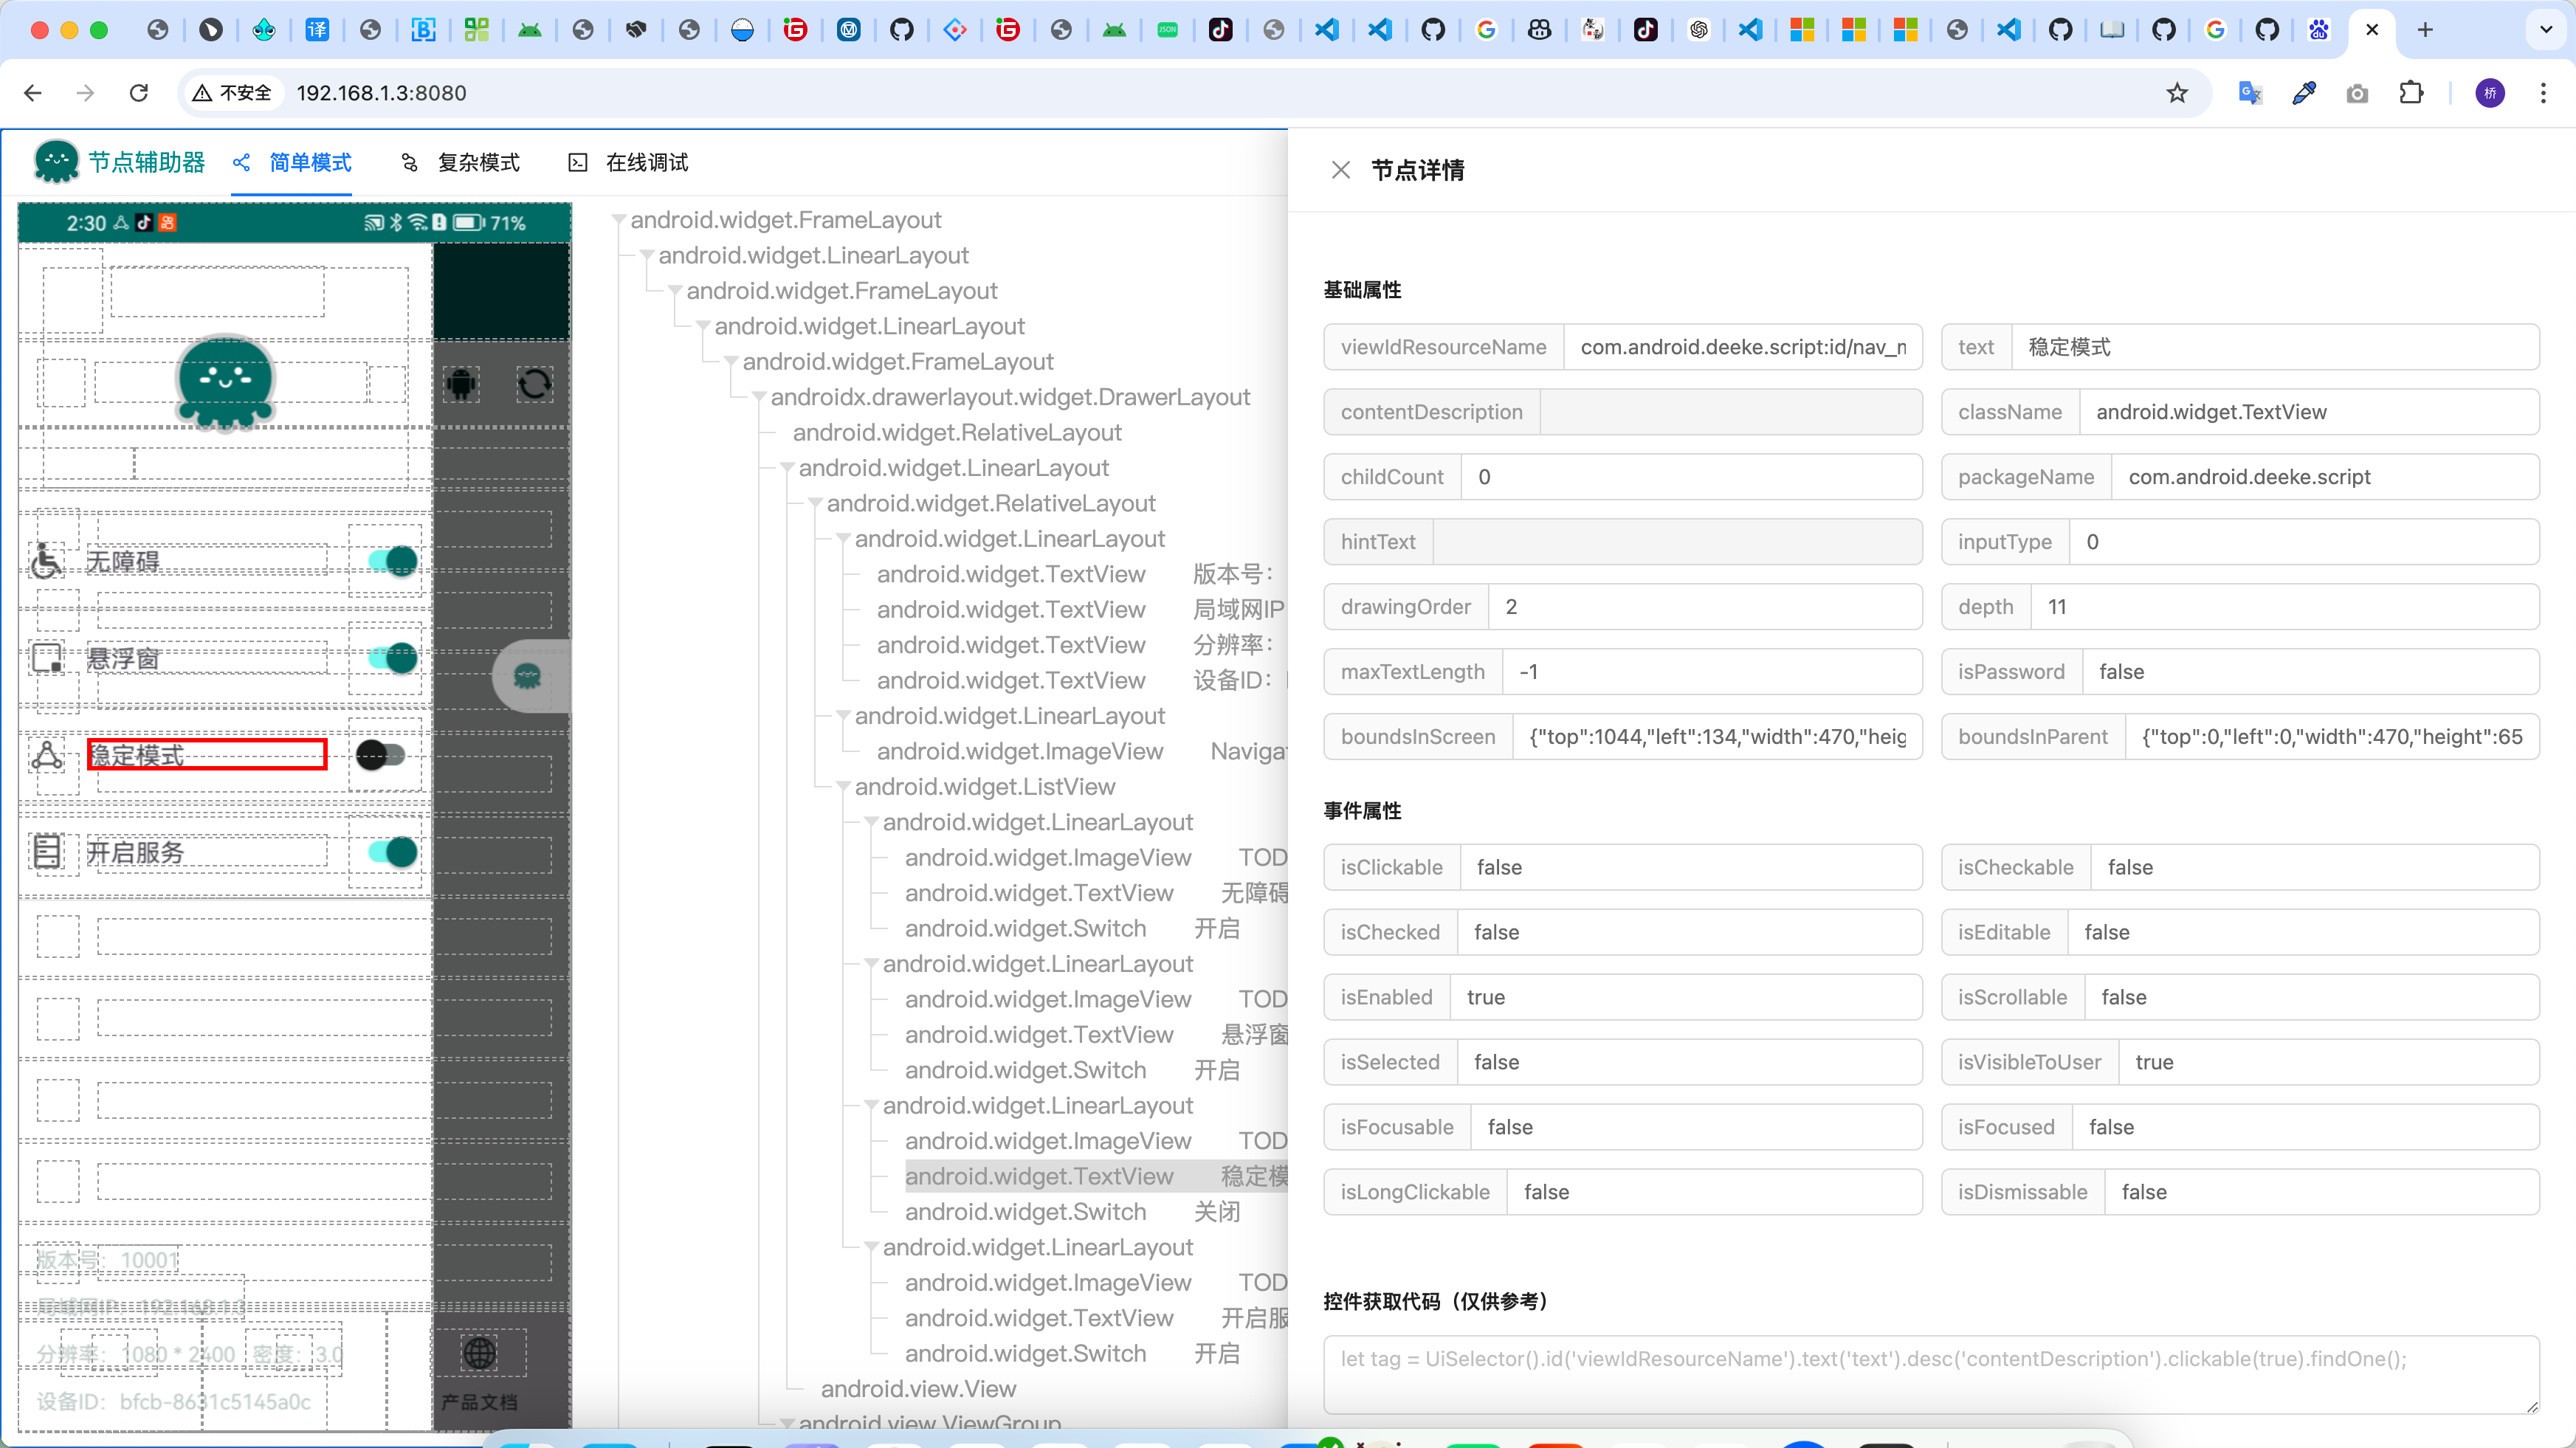 不安全
192.168.1.3:8080
桥
节点辅助器
简单模式
复杂模式
在线调试
2:30
71%
无障碍
悬浮窗
稳定模式
开启服务
版本号: 10001
局域网IP: 192.168.1.3
分辨率: 1080 * 2400 密度: 3.0
设备ID: bfcb-8631c5145a0c
产品文档
android.widget.FrameLayout
android.widget.LinearLayout
android.widget.FrameLayout
android.widget.LinearLayout
android.widget.FrameLayout
androidx.drawerlayout.widget.DrawerLayout
android.widget.RelativeLayout
android.widget.LinearLayout
android.widget.RelativeLayout
android.widget.LinearLayout
android.widget.TextView 版本号:
android.widget.TextView 局域网IP
android.widget.TextView 分辨率:
android.widget.TextView 设备ID:
android.widget.LinearLayout
android.widget.ImageView Naviga
android.widget.ListView
android.widget.LinearLayout
android.widget.ImageView TOD
android.widget.TextView 无障碍
android.widget.Switch 开启
android.widget.LinearLayout
android.widget.ImageView TOD
android.widget.TextView 悬浮窗
android.widget.Switch 开启
android.widget.LinearLayout
android.widget.ImageView TOD
android.widget.TextView 稳定模
android.widget.Switch 关闭
android.widget.LinearLayout
android.widget.ImageView TOD
android.widget.TextView 开启服
android.widget.Switch 开启
android.view.View
android.view.ViewGroup
节点详情
基础属性
viewIdResourceName com.android.deeke.script:id/nav_n
text 稳定模式
contentDescription
className android.widget.TextView
childCount 0
packageName com.android.deeke.script
hintText
inputType 0
drawingOrder 2
depth 11
maxTextLength -1
isPassword false
boundsInScreen {"top":1044,"left":134,"width":470,"heig
boundsInParent {"top":0,"left":0,"width":470,"height":65
事件属性
isClickable false
isCheckable false
isChecked false
isEditable false
isEnabled true
isScrollable false
isSelected false
isVisibleToUser true
isFocusable false
isFocused false
isLongClickable false
isDismissable false
控件获取代码（仅供参考）
let tag = UiSelector().id('viewIdResourceName').text('text').desc('contentDescription').clickable(true).findOne();